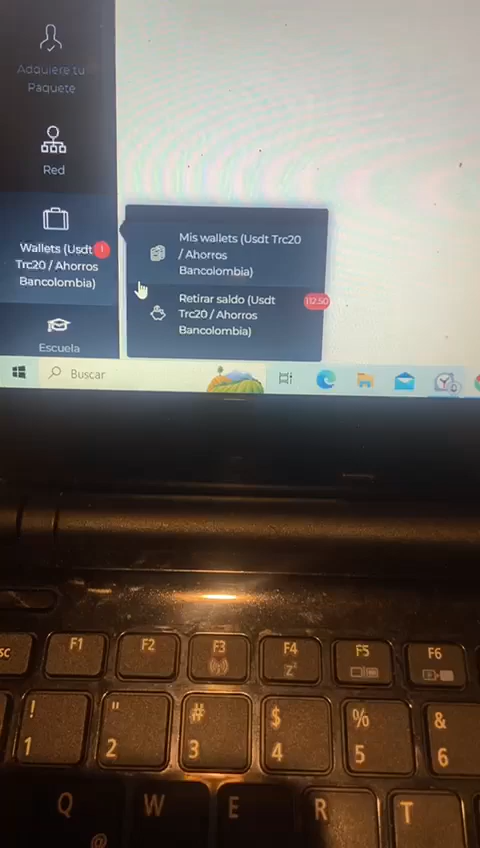 Adquiere tu
Paquete
Red
Wallets (Usdt
Trc20 / Ahorros
Bancolombia)
1
Mis wallets (Usdt Trc20
/ Ahorros
Bancolombia)
Retirar saldo (Usdt
Trc20 / Ahorros
Bancolombia)
112.50
Escuela
Buscar
F1
F2
F3
F4
F5
F6
z
!
1
"
2
#
3
$
4
%
5
&
6
Q
@
W
E
R
T